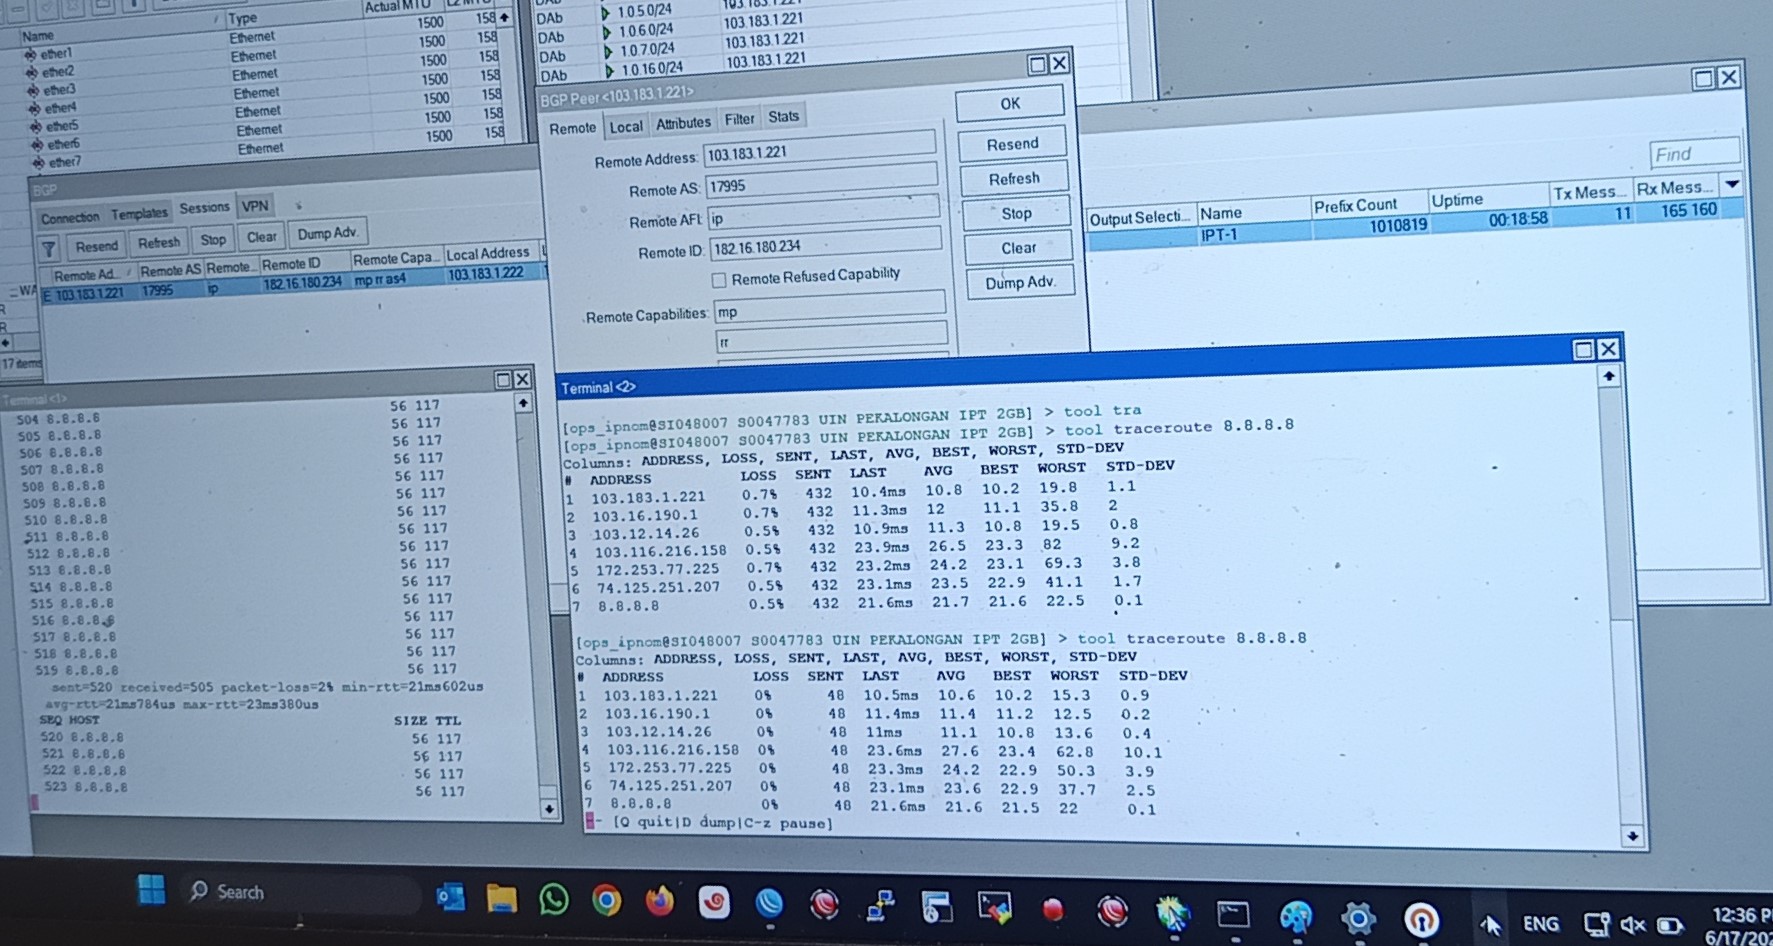 Name Type Actual MTU L2 MTU
ether1 Ethernet 1500 158
ether2 Ethernet 1500 158
ether3 Ethernet 1500 158
ether4 Ethernet 1500 158
ether5 Ethernet 1500 158
ether6 Ethernet 1500 158
ether7 Ethernet 1500 158
DAb 1.0.5.0/24 103.183.1.221
DAb 1.0.6.0/24 103.183.1.221
DAb 1.0.7.0/24 103.183.1.221
DAb 1.0.16.0/24 103.183.1.221
BGP
Connection Templates Sessions VPN
Resend Refresh Stop Clear Dump Adv.
Remote Ad... Remote AS Remote... Remote ID Remote Capa... Local Address
E 103.183.1.221 17995 ip 182.16.180.234 mp rr as4 103.183.1.222
17 items
BGP Peer <103.183.1.221>
Remote Local Attributes Filter Stats
Remote Address: 103.183.1.221
Remote AS: 17995
Remote AFI: ip
Remote ID: 182.16.180.234
Remote Refused Capability
Remote Capabilities: mp
rr
OK
Resend
Refresh
Stop
Clear
Dump Adv.
Find
Output Selecti... Name Prefix Count Uptime Tx Mess... Rx Mess...
IPT-1 1010819 00:18:58 11 165 160
Terminal <1>
56 117
504 8.8.8.8 56 117
505 8.8.8.8 56 117
506 8.8.8.8 56 117
507 8.8.8.8 56 117
508 8.8.8.8 56 117
509 8.8.8.8 56 117
510 8.8.8.8 56 117
511 8.8.8.8 56 117
512 8.8.8.8 56 117
513 8.8.8.8 56 117
514 8.8.8.8 56 117
515 8.8.8.8 56 117
516 8.8.8.8 56 117
517 8.8.8.8 56 117
518 8.8.8.8 56 117
519 8.8.8.8 56 117
sent=520 received=505 packet-loss=2% min-rtt=21ms602us
avg-rtt=21ms784us max-rtt=23ms380us
SEQ HOST SIZE TTL
520 8.8.8.8 56 117
521 8.8.8.8 56 117
522 8.8.8.8 56 117
523 8.8.8.8 56 117
Terminal <2>
[ops_ipnom@SI048007 S0047783 UIN PEKALONGAN IPT 2GB] > tool tra
[ops_ipnom@SI048007 S0047783 UIN PEKALONGAN IPT 2GB] > tool traceroute 8.8.8.8
Columns: ADDRESS, LOSS, SENT, LAST, AVG, BEST, WORST, STD-DEV
# ADDRESS LOSS SENT LAST AVG BEST WORST STD-DEV
1 103.183.1.221 0.7% 432 10.4ms 10.8 10.2 19.8 1.1
2 103.16.190.1 0.7% 432 11.3ms 12 11.1 35.8 2
3 103.12.14.26 0.5% 432 10.9ms 11.3 10.8 19.5 0.8
4 103.116.216.158 0.5% 432 23.9ms 26.5 23.3 82 9.2
5 172.253.77.225 0.7% 432 23.2ms 24.2 23.1 69.3 3.8
6 74.125.251.207 0.5% 432 23.1ms 23.5 22.9 41.1 1.7
7 8.8.8.8 0.5% 432 21.6ms 21.7 21.6 22.5 0.1
[ops_ipnom@SI048007 S0047783 UIN PEKALONGAN IPT 2GB] > tool traceroute 8.8.8.8
Columns: ADDRESS, LOSS, SENT, LAST, AVG, BEST, WORST, STD-DEV
# ADDRESS LOSS SENT LAST AVG BEST WORST STD-DEV
1 103.183.1.221 0% 48 10.5ms 10.6 10.2 15.3 0.9
2 103.16.190.1 0% 48 11.4ms 11.4 11.2 12.5 0.2
3 103.12.14.26 0% 48 11ms 11.1 10.8 13.6 0.4
4 103.116.216.158 0% 48 23.6ms 27.6 23.4 62.8 10.1
5 172.253.77.225 0% 48 23.3ms 24.2 22.9 50.3 3.9
6 74.125.251.207 0% 48 23.1ms 23.6 22.9 37.7 2.5
7 8.8.8.8 0% 48 21.6ms 21.6 21.5 22 0.1
-- [Q quit|D dump|C-z pause]
Search
ENG
12:36 P
6/17/20